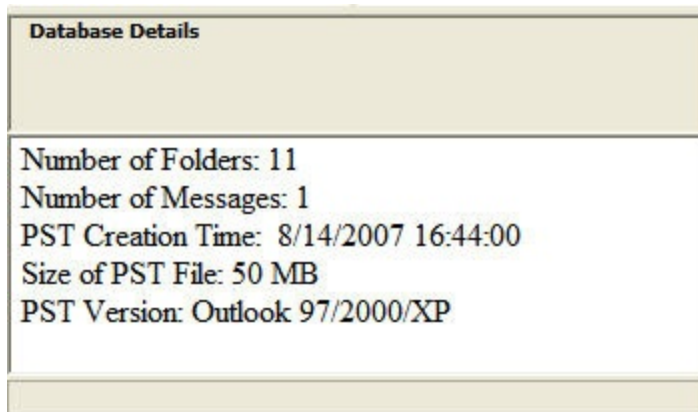 Database Details
Number of Folders: 11
Number of Messages: 1
PST Creation Time:  8/14/2007 16:44:00
Size of PST File: 50 MB
PST Version: Outlook 97/2000/XP